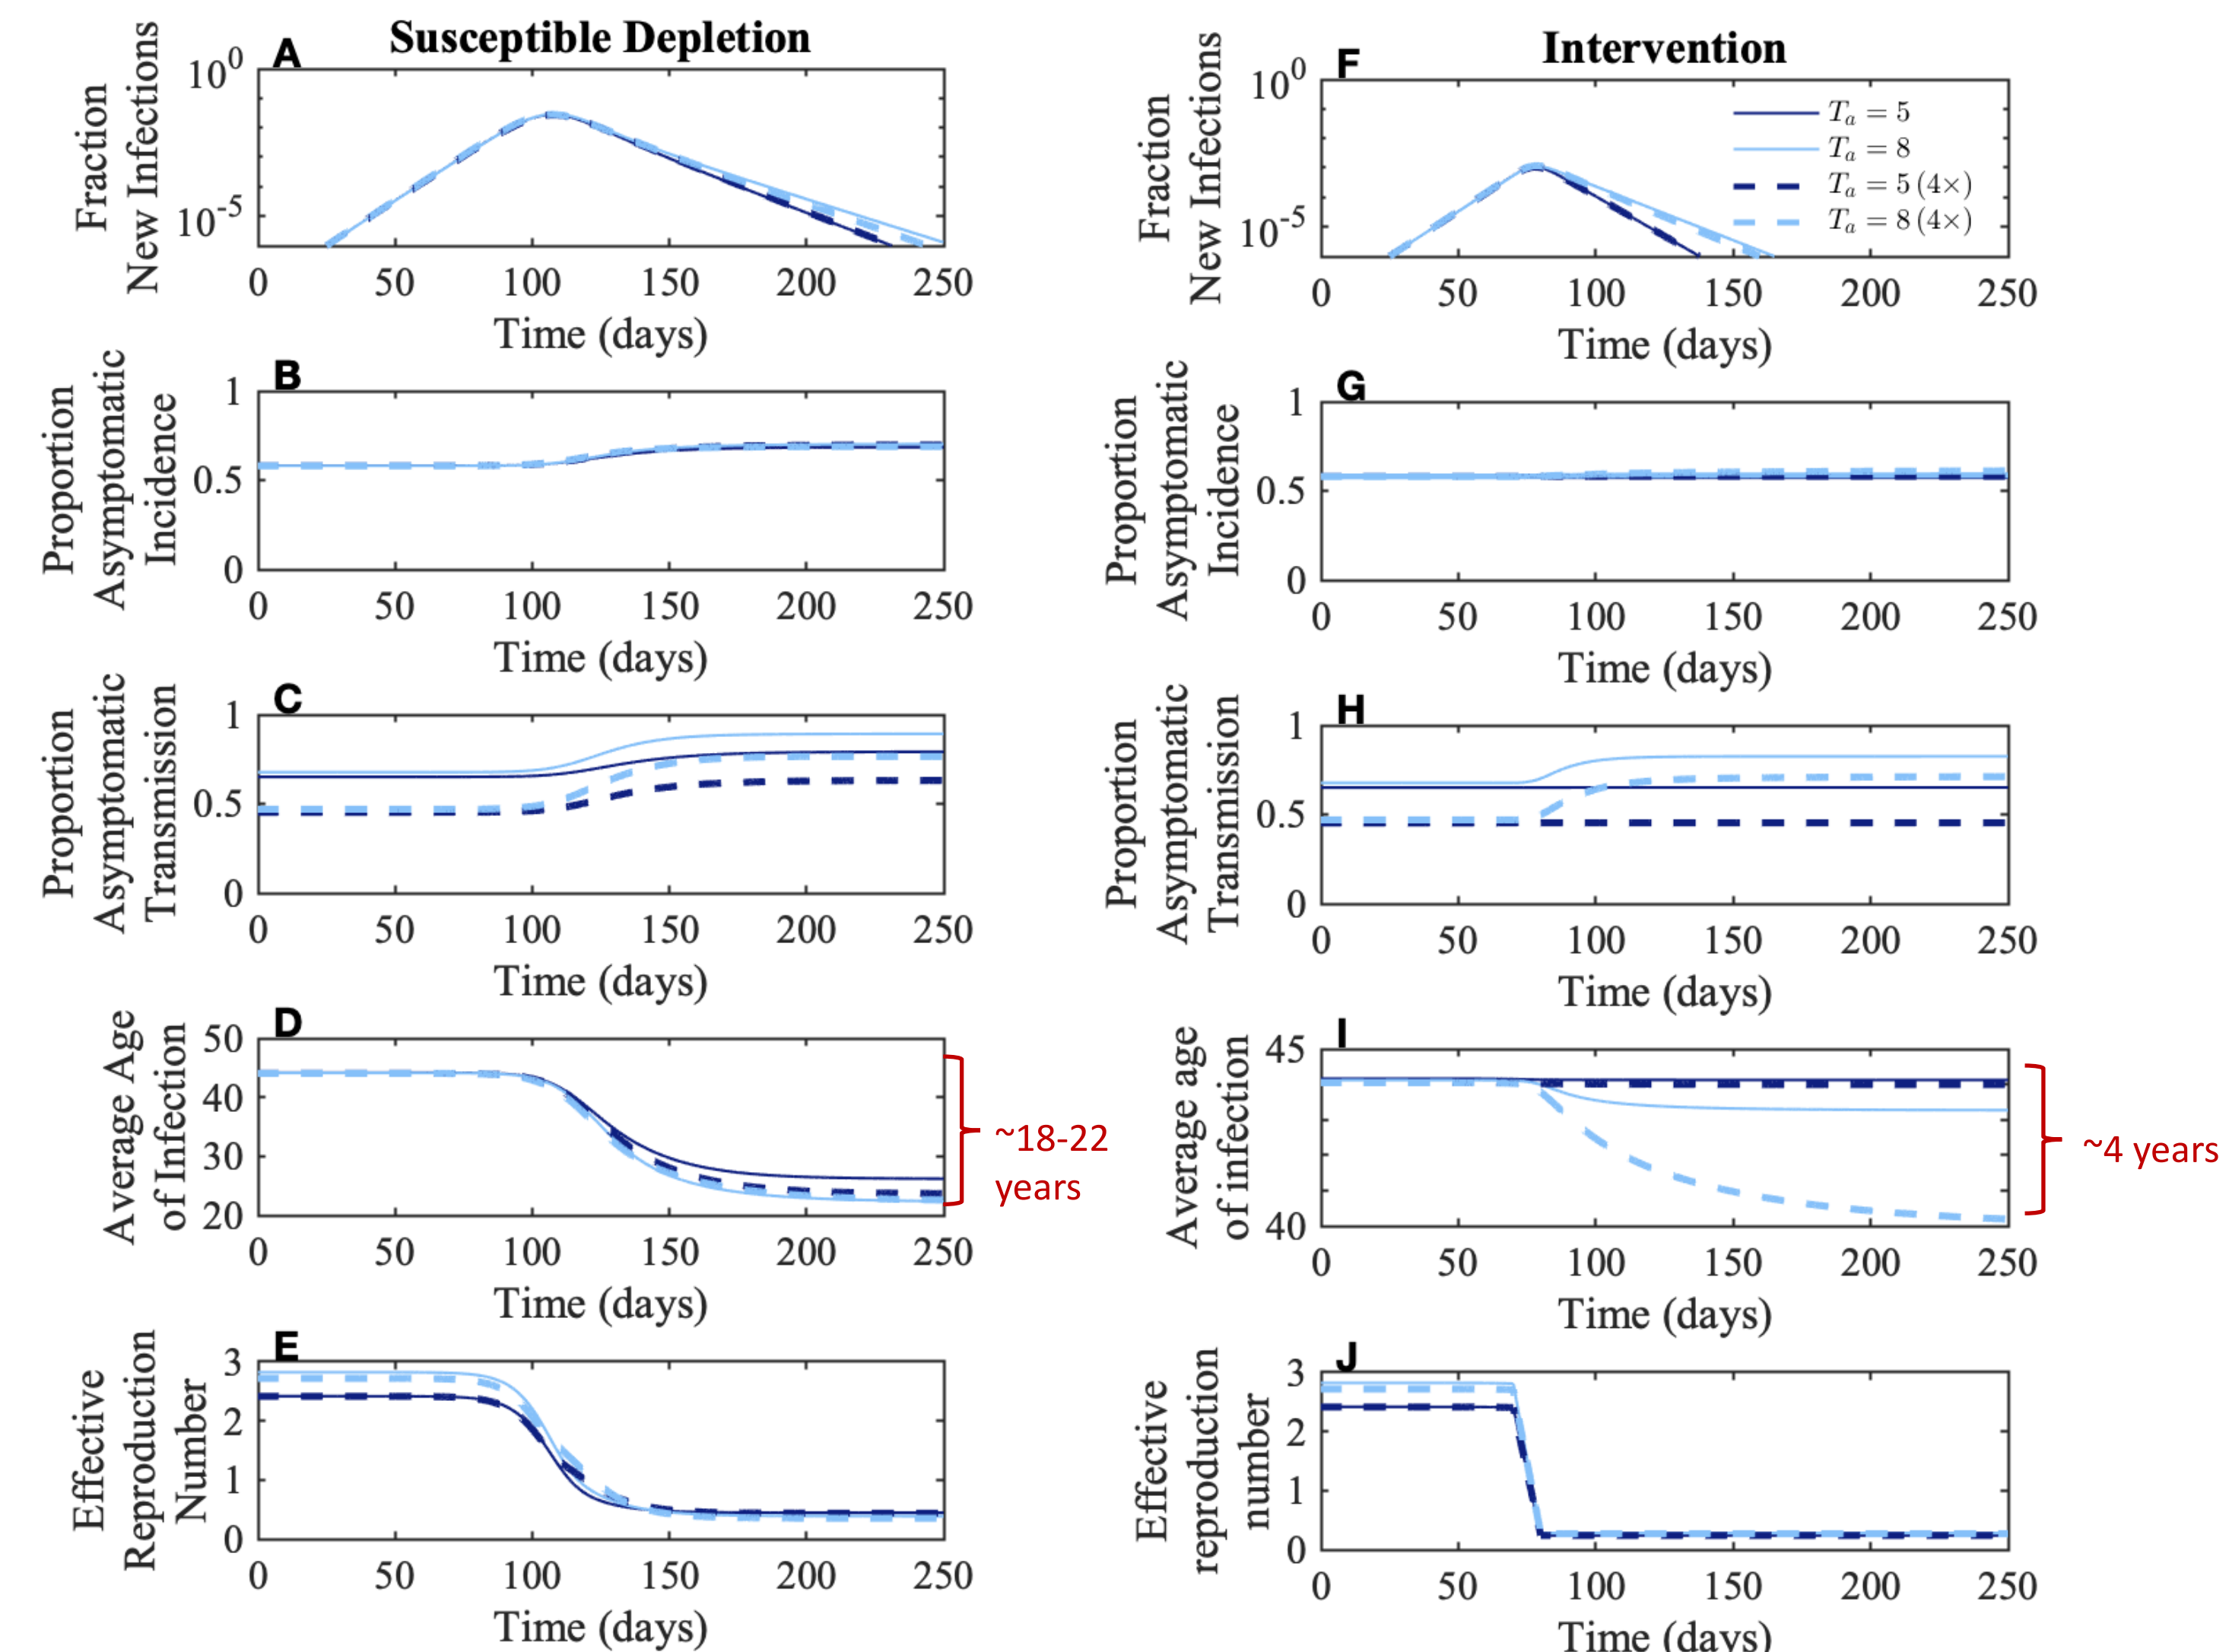 Susceptible Depletion
A
Fraction
New Infections
10^0
10^-5
0 50 100 150 200 250
Time (days)
B
Proportion
Asymptomatic
Incidence
1
0.5
0
0 50 100 150 200 250
Time (days)
C
Proportion
Asymptomatic
Transmission
1
0.5
0
0 50 100 150 200 250
Time (days)
D
Average Age
of Infection
50
40
30
20
0 50 100 150 200 250
Time (days)
~18-22
years
E
Effective
Reproduction
Number
3
2
1
0
0 50 100 150 200 250
Time (days)
Intervention
F
Fraction
New Infections
10^0
10^-5
T_a = 5
T_a = 8
T_a = 5 (4×)
T_a = 8 (4×)
0 50 100 150 200 250
Time (days)
G
Proportion
Asymptomatic
Incidence
1
0.5
0
0 50 100 150 200 250
Time (days)
H
Proportion
Asymptomatic
Transmission
1
0.5
0
0 50 100 150 200 250
Time (days)
I
Average age
of infection
45
40
0 50 100 150 200 250
Time (days)
~4 years
J
Effective
reproduction
number
3
2
1
0
0 50 100 150 200 250
Time (days)